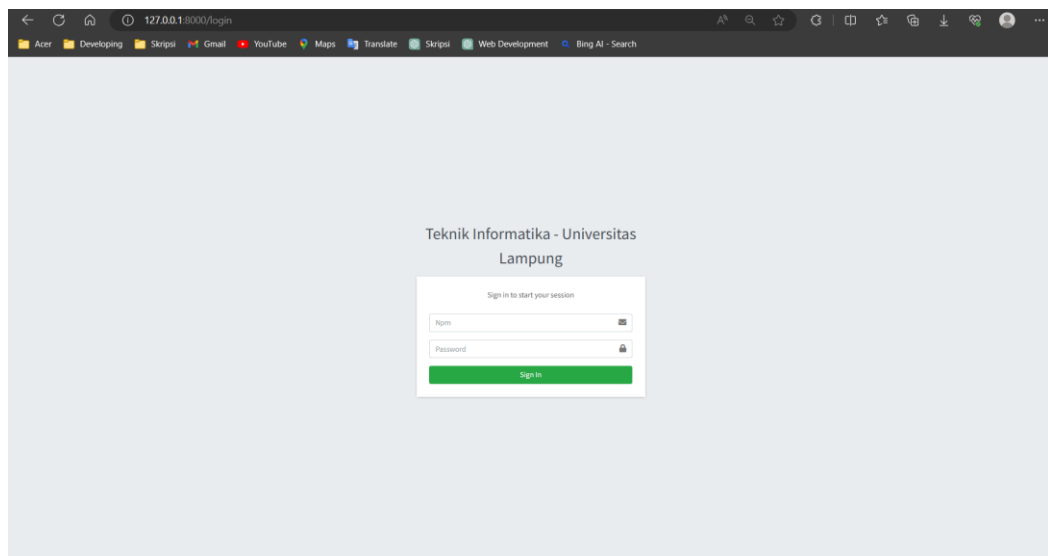 127.0.0.1:8000/login
Acer Developing Skripsi Gmail YouTube Maps Translate Skripsi Web Development Bing AI - Search
Teknik Informatika - Universitas
Lampung
Sign in to start your session
Npm
Password
Sign In